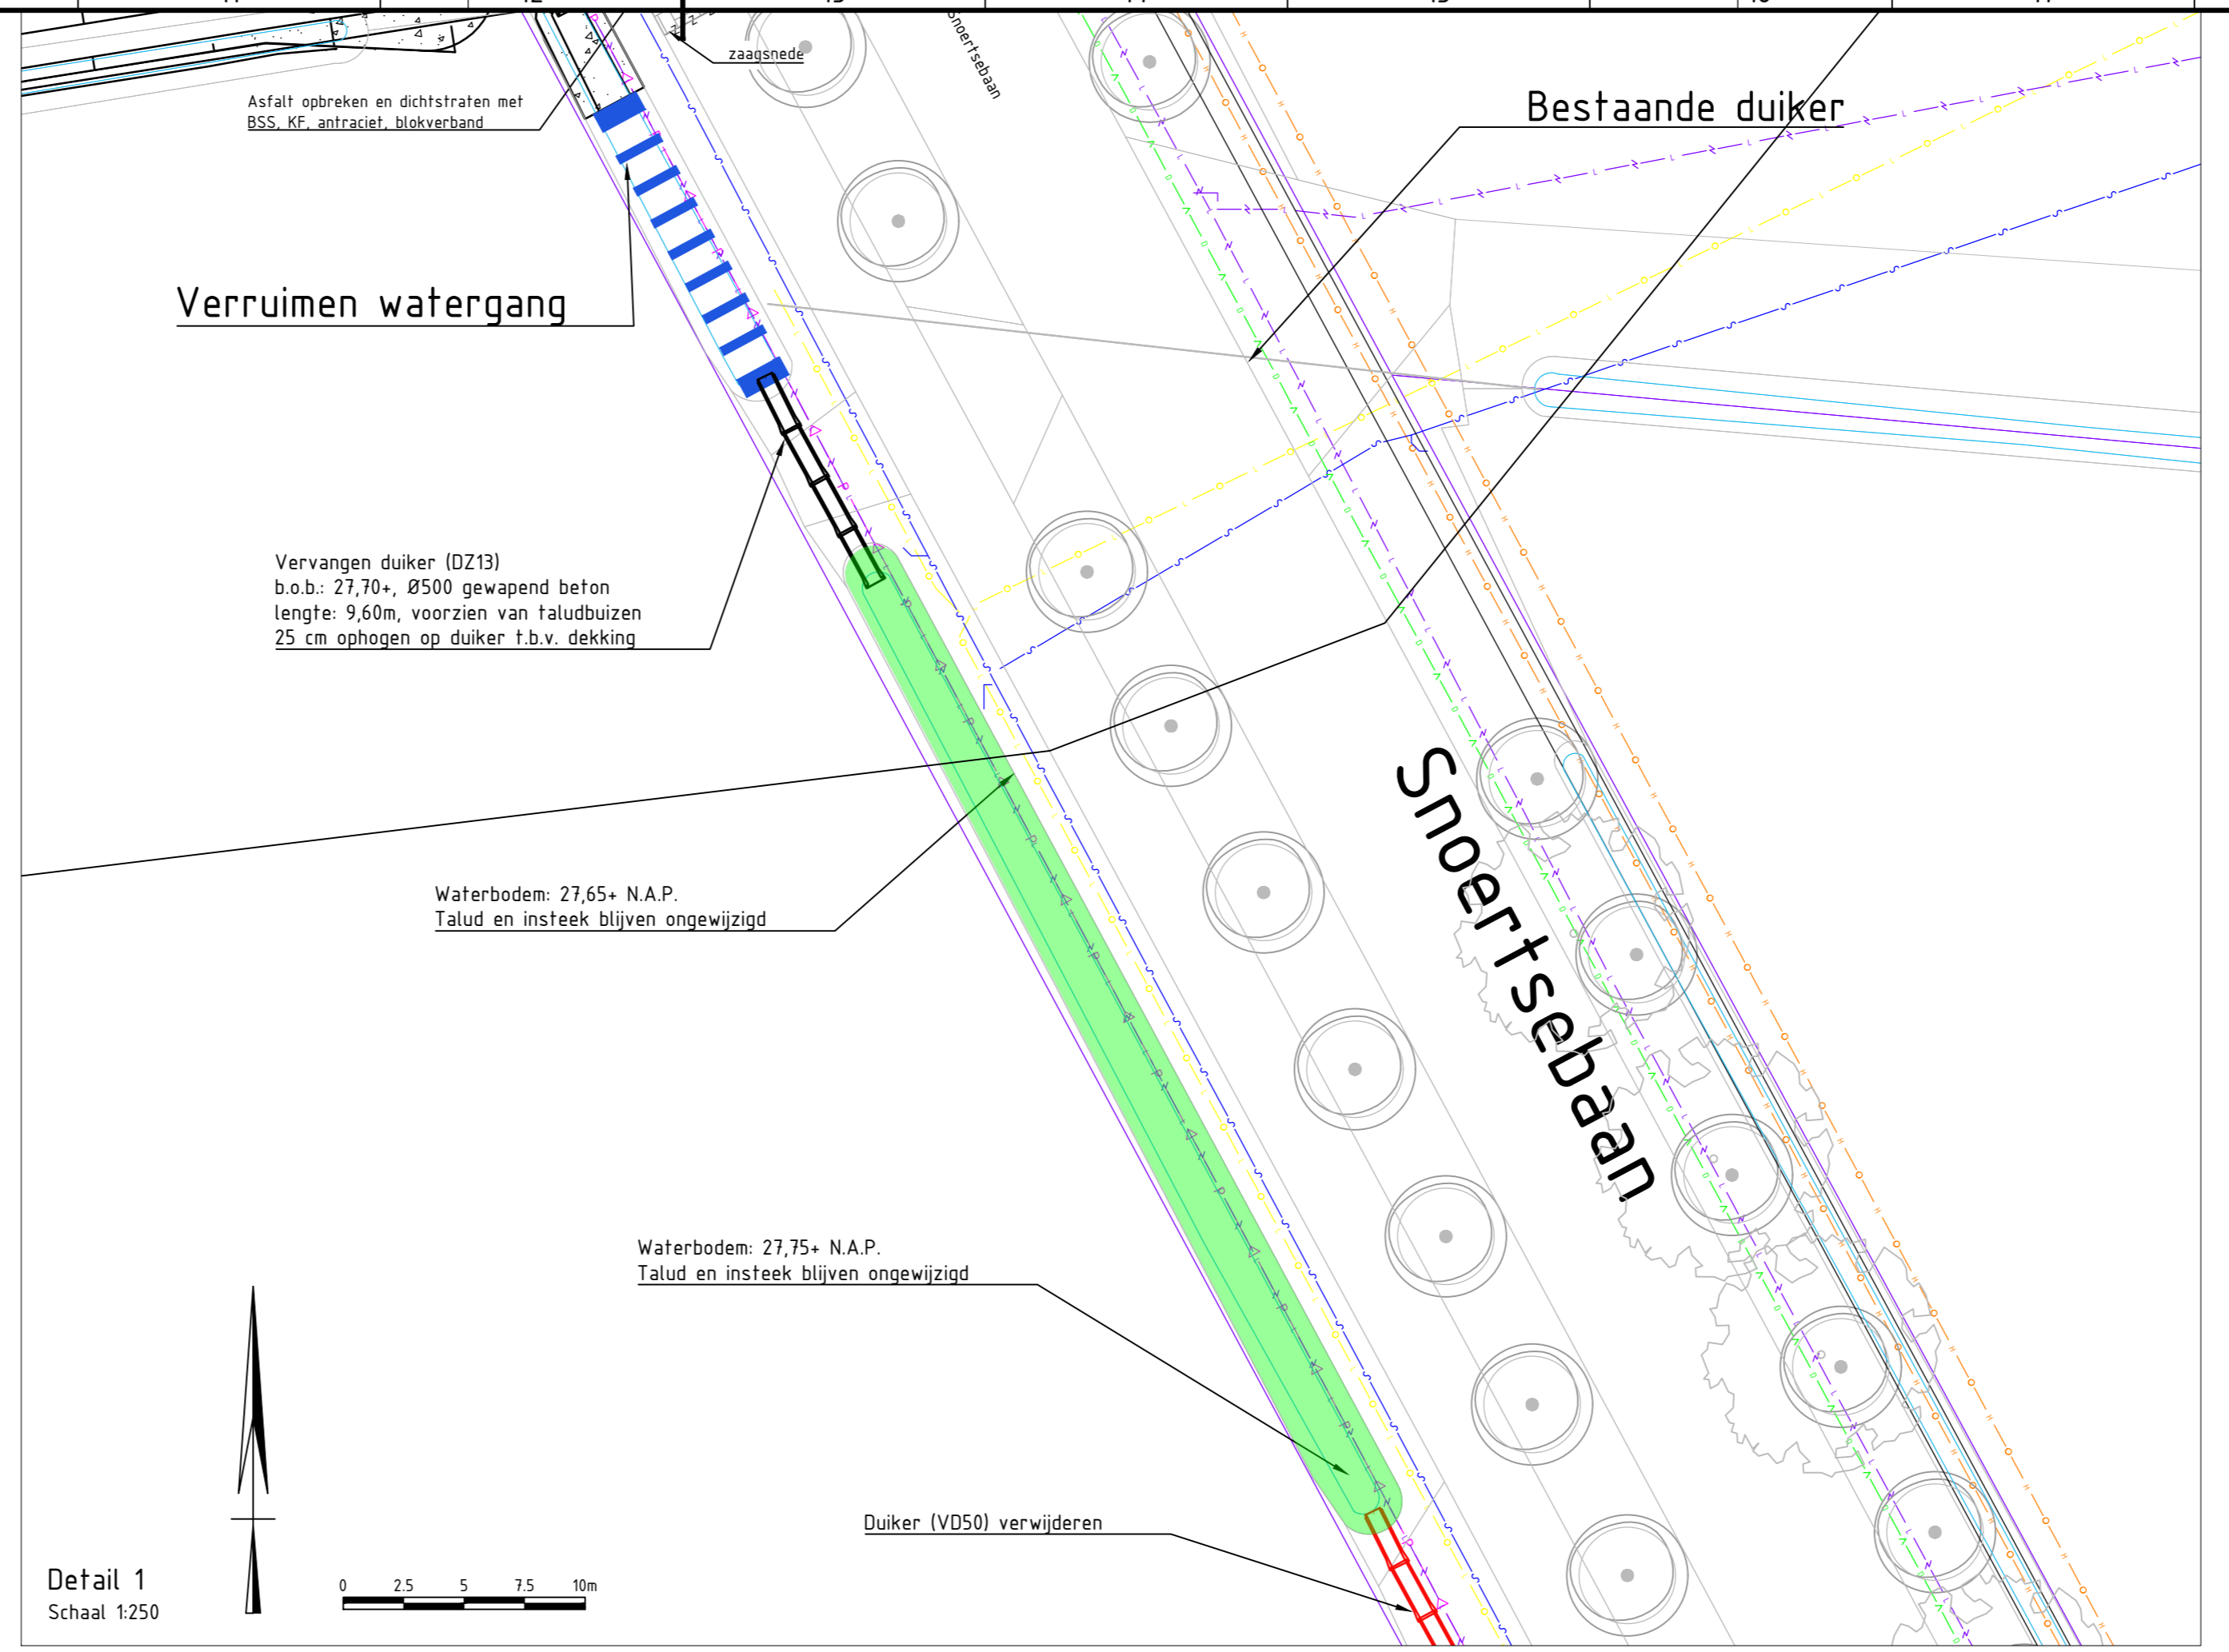 zaagsnede
Snoertsebaan
Asfalt opbreken en dichtstraten met
BSS, KF, antraciet, blokverband
Bestaande duiker
Verruimen watergang
Vervangen duiker (DZ13)
b.o.b.: 27,70+, Ø500 gewapend beton
lengte: 9,60m, voorzien van taludbuizen
25 cm ophogen op duiker t.b.v. dekking
Snoertsebaan
Waterbodem: 27,65+ N.A.P.
Talud en insteek blijven ongewijzigd
Waterbodem: 27,75+ N.A.P.
Talud en insteek blijven ongewijzigd
Duiker (VD50) verwijderen
Detail 1
Schaal 1:250
0 2.5 5 7.5 10m